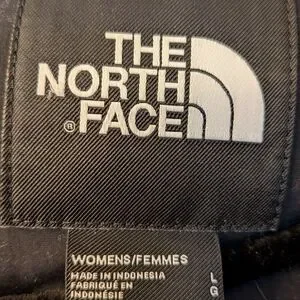 THE
NORTH
®FACE
WOMENS/FEMMES
MADE IN INDONESIA
FABRIQUÉ EN
INDONÉSIE
L
G